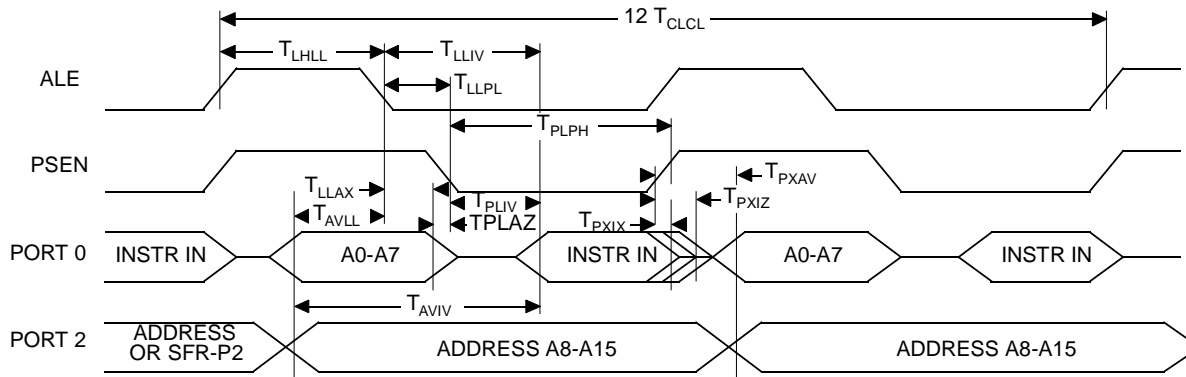 12 TCLCL
TLHLL TLLIV
ALE
TLLPL
TPLPH
PSEN
TLLAX TPXAV
TPLIV TPXIZ
TAVLL TPLAZ TPXIX
PORT 0 INSTR IN A0-A7 INSTR IN A0-A7 INSTR IN
TAVIV
PORT 2 ADDRESS OR SFR-P2 ADDRESS A8-A15 ADDRESS A8-A15